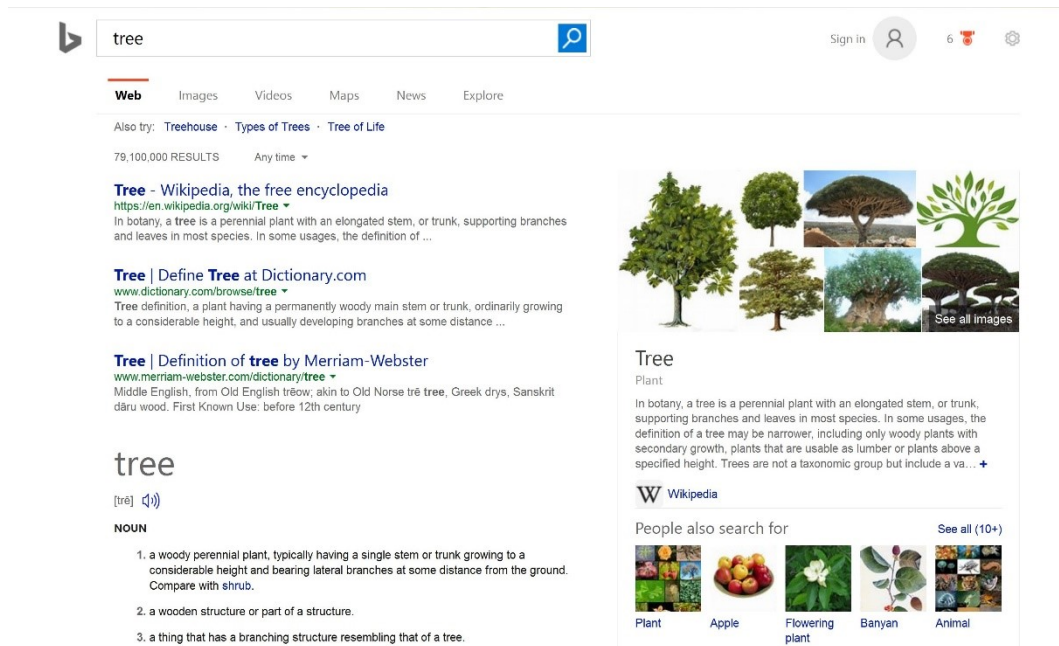 tree
Sign in
6
Web Images Videos Maps News Explore
Also try: Treehouse · Types of Trees · Tree of Life
79,100,000 RESULTS Any time
Tree - Wikipedia, the free encyclopedia
https://en.wikipedia.org/wiki/Tree
In botany, a tree is a perennial plant with an elongated stem, or trunk, supporting branches
and leaves in most species. In some usages, the definition of ...
Tree | Define Tree at Dictionary.com
www.dictionary.com/browse/tree
Tree definition, a plant having a permanently woody main stem or trunk, ordinarily growing
to a considerable height, and usually developing branches at some distance ...
Tree | Definition of tree by Merriam-Webster
www.merriam-webster.com/dictionary/tree
Middle English, from Old English trēow; akin to Old Norse trē tree, Greek drys, Sanskrit
dāru wood. First Known Use: before 12th century
tree
[trē]
NOUN
1. a woody perennial plant, typically having a single stem or trunk growing to a
considerable height and bearing lateral branches at some distance from the ground.
Compare with shrub.
2. a wooden structure or part of a structure.
3. a thing that has a branching structure resembling that of a tree.
See all images
Tree
Plant
In botany, a tree is a perennial plant with an elongated stem, or trunk,
supporting branches and leaves in most species. In some usages, the
definition of a tree may be narrower, including only woody plants with
secondary growth, plants that are usable as lumber or plants above a
specified height. Trees are not a taxonomic group but include a va... +
W Wikipedia
People also search for See all (10+)
Plant Apple Flowering plant Banyan Animal